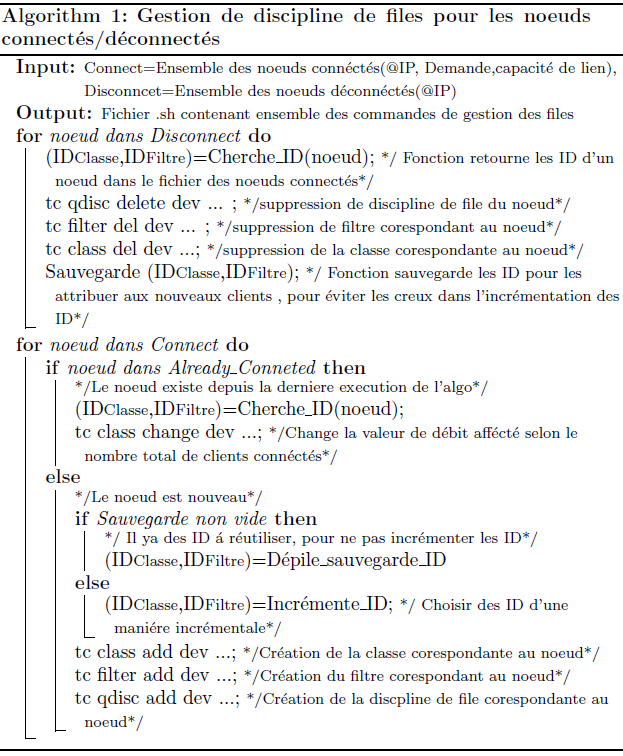 Algorithm 1: Gestion de discipline de files pour les noeuds
connectés/déconnectés
Input: Connect=Ensemble des noeuds connéctés(@IP, Demande,capacité de lien),
Disconncet=Ensemble des noeuds déconnéctés(@IP)
Output: Fichier .sh contenant ensemble des commandes de gestion des files
for noeud dans Disconnect do
(IDClasse,IDFiltre)=Cherche_ID(noeud); */ Fonction retourne les ID d'un
noeud dans le fichier des noeuds connectés*/
tc qdisc delete dev ... ; */suppression de discipline de file du noeud*/
tc filter del dev ... ; */suppression de filtre corespondant au noeud*/
tc class del dev ...; */suppression de la classe corespondante au noeud*/
Sauvegarde (IDClasse,IDFiltre); */ Fonction sauvegarde les ID pour les
attribuer aux nouveaux clients , pour éviter les creux dans l'incrémentation des
ID*/
for noeud dans Connect do
if noeud dans Already_Conneted then
*/Le noeud existe depuis la derniere execution de l'algo*/
(IDClasse,IDFiltre)=Cherche_ID(noeud);
tc class change dev ...; */Change la valeur de débit affécté selon le
nombre total de clients connéctés*/
else
*/Le noeud est nouveau*/
if Sauvegarde non vide then
*/ Il ya des ID á réutiliser, pour ne pas incrémenter les ID*/
(IDClasse,IDFiltre)=Dépile_sauvegarde_ID
else
(IDClasse,IDFiltre)=Incrémente_ID; */ Choisir des ID d'une
maniére incrémentale*/
tc class add dev ...; */Création de la classe corespondante au noeud*/
tc filter add dev ...; */Création du filtre corespondant au noeud*/
tc qdisc add dev ...; */Création de la discpline de file corespondante au
noeud*/